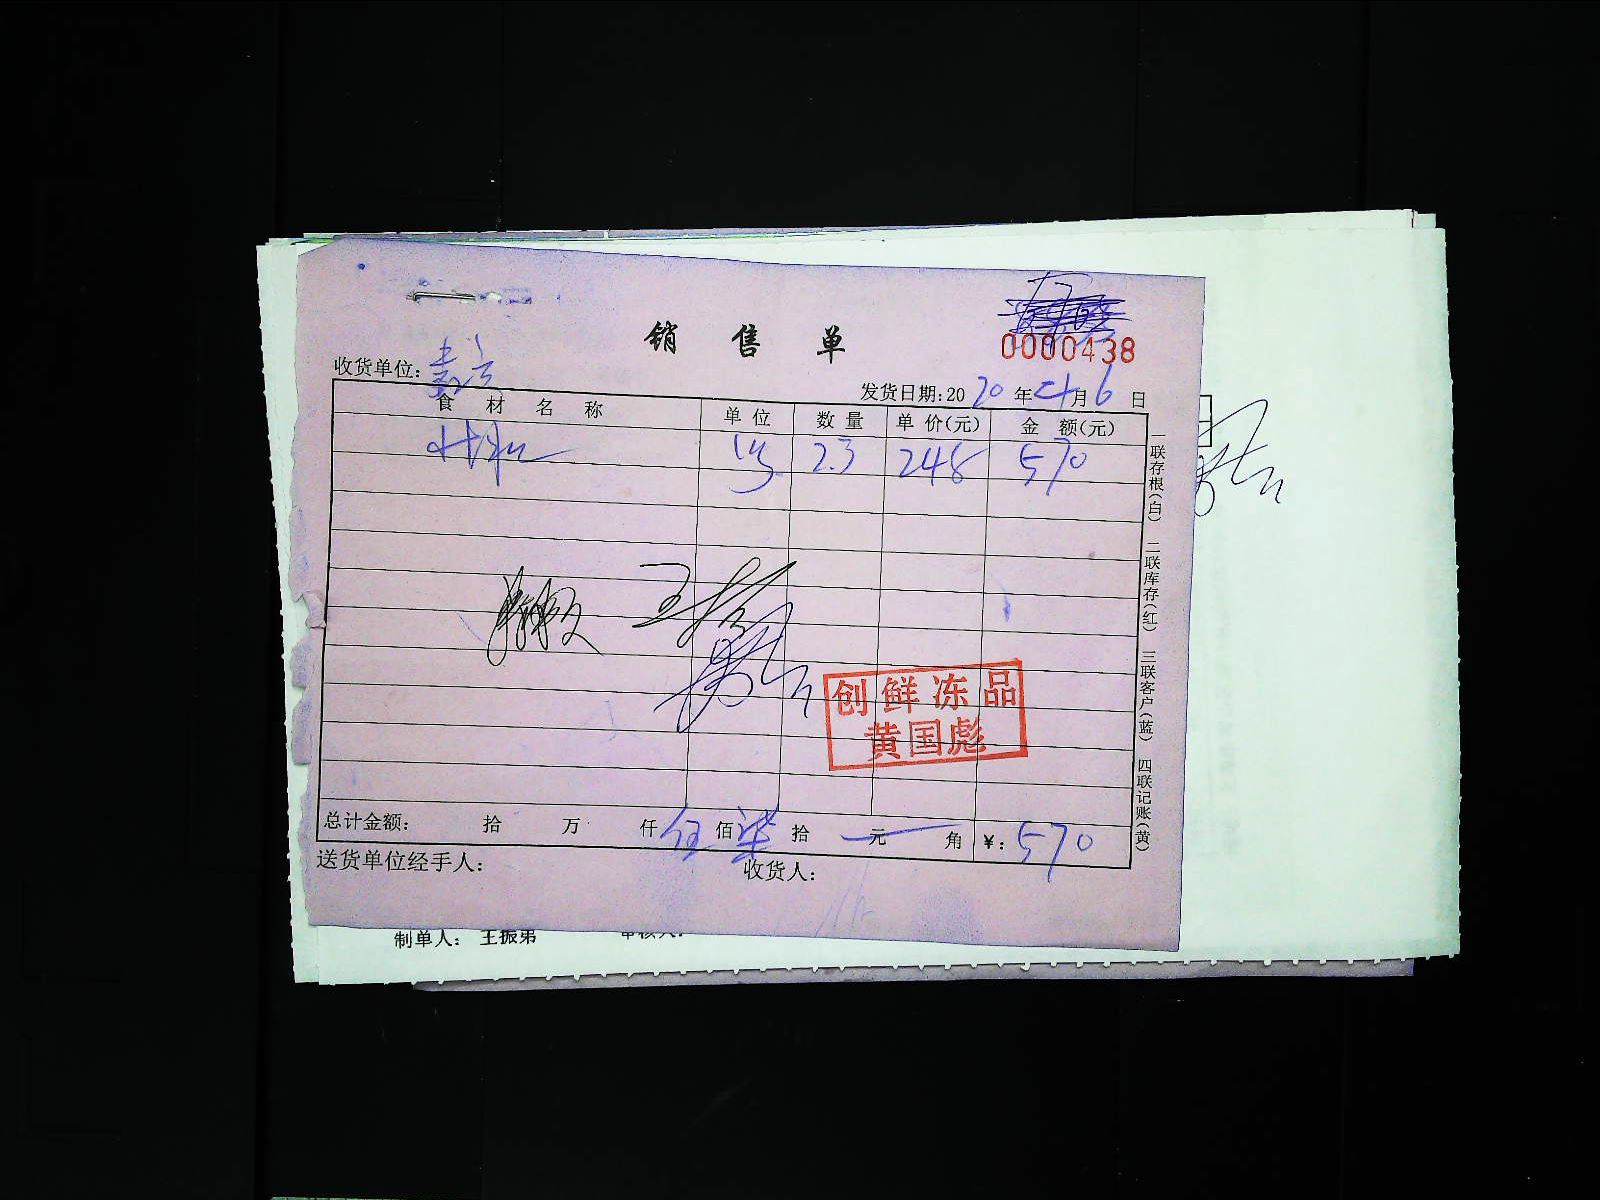 销 售 单
0000438
收货单位:
发货日期:20 20 年 4 月 6 日
食 材 名 称 单 位 数 量 单 价(元) 金 额(元)
2.3 248 570
创鲜冻品
黄国彪
总计金额: 拾 万 仟 伍 佰 柒 拾 元 角 ¥: 570
送货单位经手人: 收货人:
一联存根(白) 二联库存(红) 三联客户(蓝) 四联记账(黄)
制单人: 王振弟